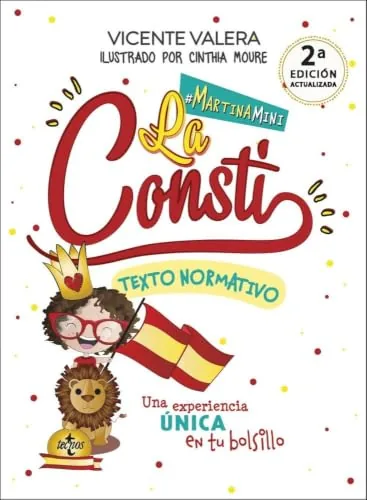 VICENTE VALERA
ILUSTRADO POR CINTHIA MOURE
2ª
EDICIÓN
ACTUALIZADA
#MARTINAMINI
La
Consti
TEXTO NORMATIVO
Una experiencia
ÚNICA
en tu bolsillo
tecnos